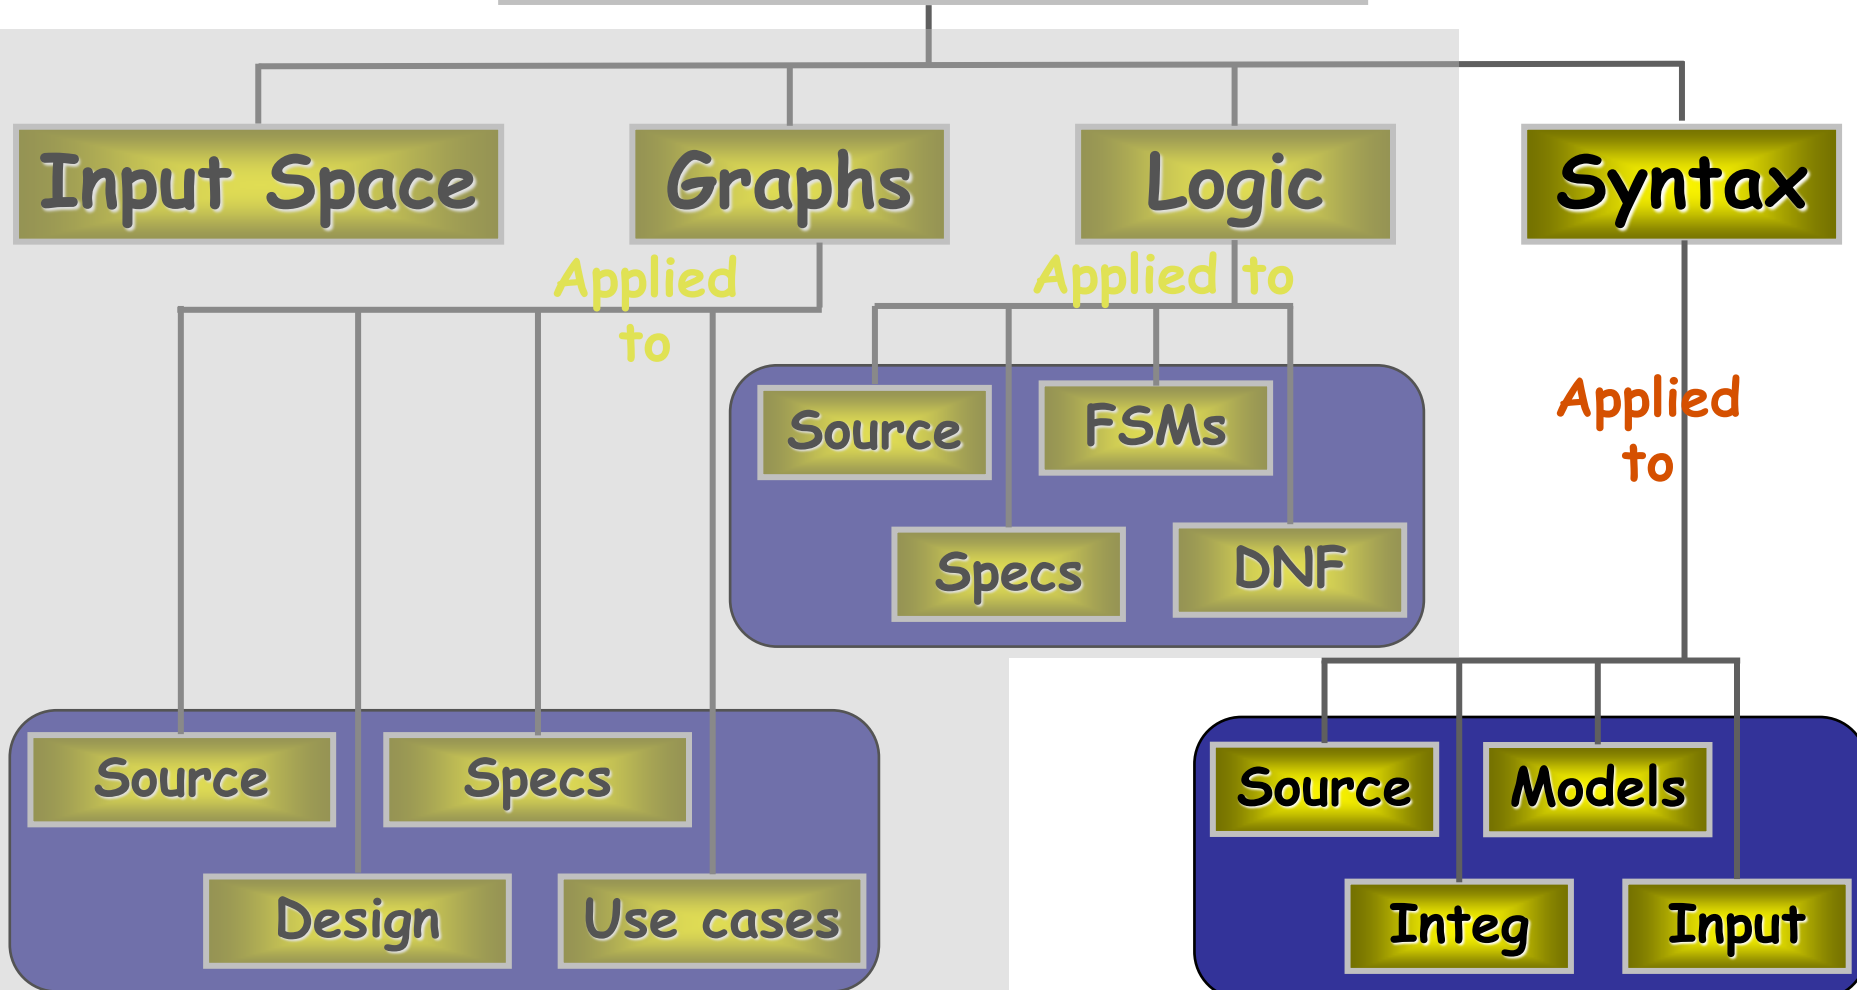 Input Space
Graphs
Logic
Syntax
Applied
to
Applied to
Applied
to
Source
FSMs
Specs
DNF
Source
Specs
Design
Use cases
Source
Models
Integ
Input